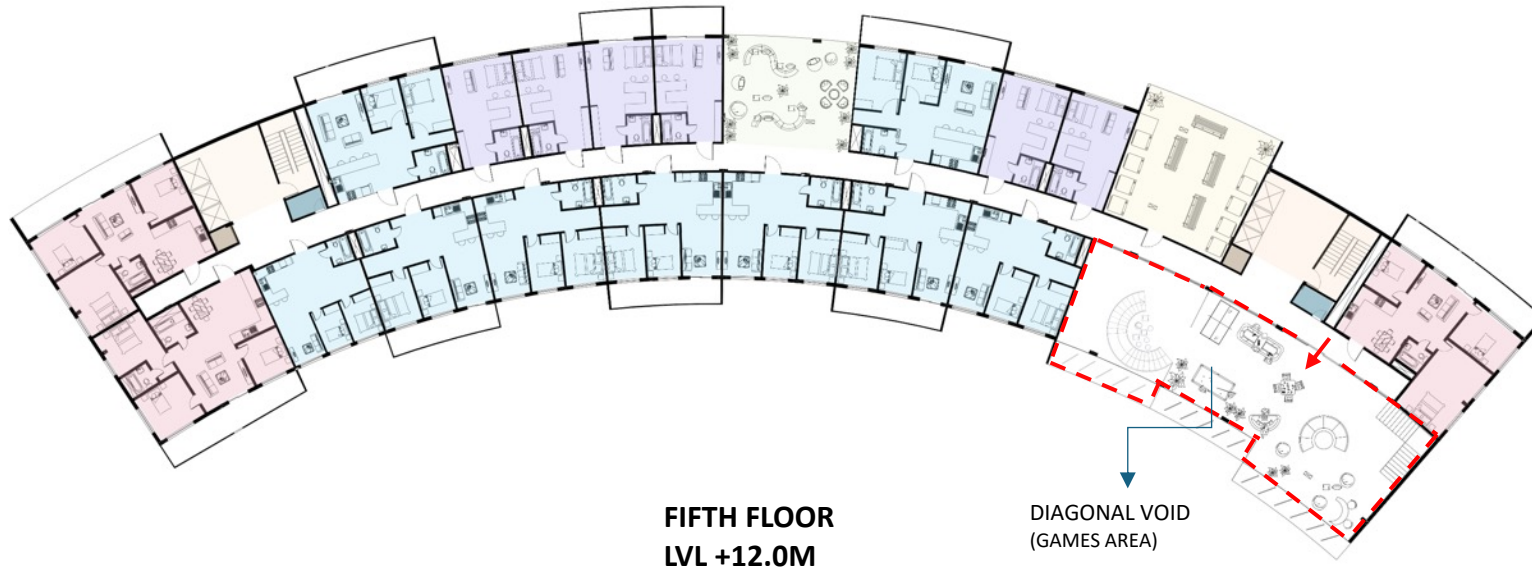 FIFTH FLOOR
LVL +12.0M
DIAGONAL VOID
(GAMES AREA)